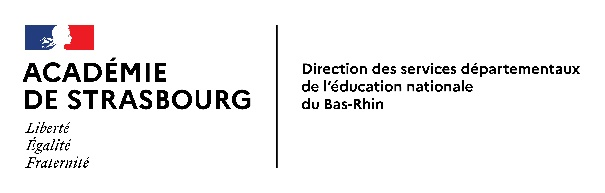 ACADÉMIE
DE STRASBOURG
Liberté
Égalité
Fraternité
Direction des services départementaux
de l'éducation nationale
du Bas-Rhin